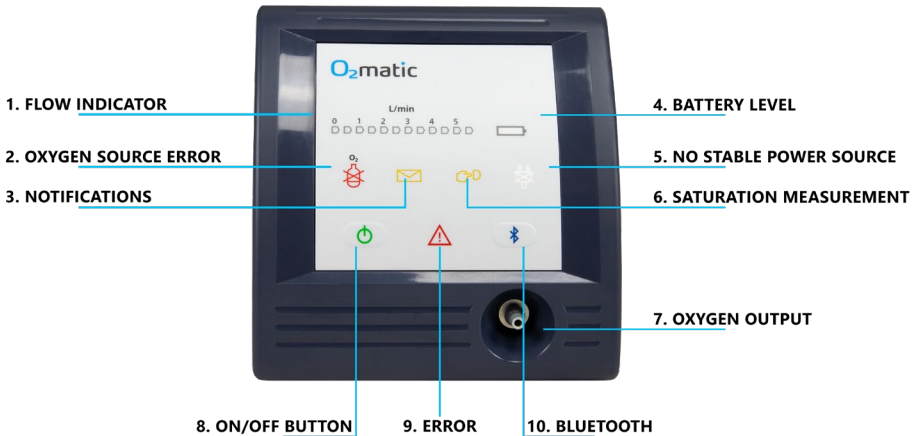 O2matic
1. FLOW INDICATOR
L/min
0 1 2 3 4 5
4. BATTERY LEVEL
2. OXYGEN SOURCE ERROR
O2
5. NO STABLE POWER SOURCE
3. NOTIFICATIONS
6. SATURATION MEASUREMENT
7. OXYGEN OUTPUT
8. ON/OFF BUTTON
9. ERROR
10. BLUETOOTH